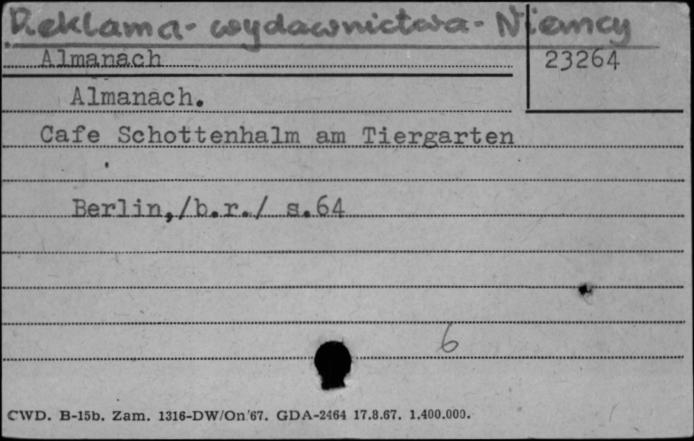 Reklama - wydawnictwa - Niemcy
Almanach
23264
Almanach.
Cafe Schottenhalm am Tiergarten
Berlin,/b.r./ s.64
6
CWD. B-15b. Zam. 1316-DW/On'67. GDA-2464 17.8.67. 1.400.000.